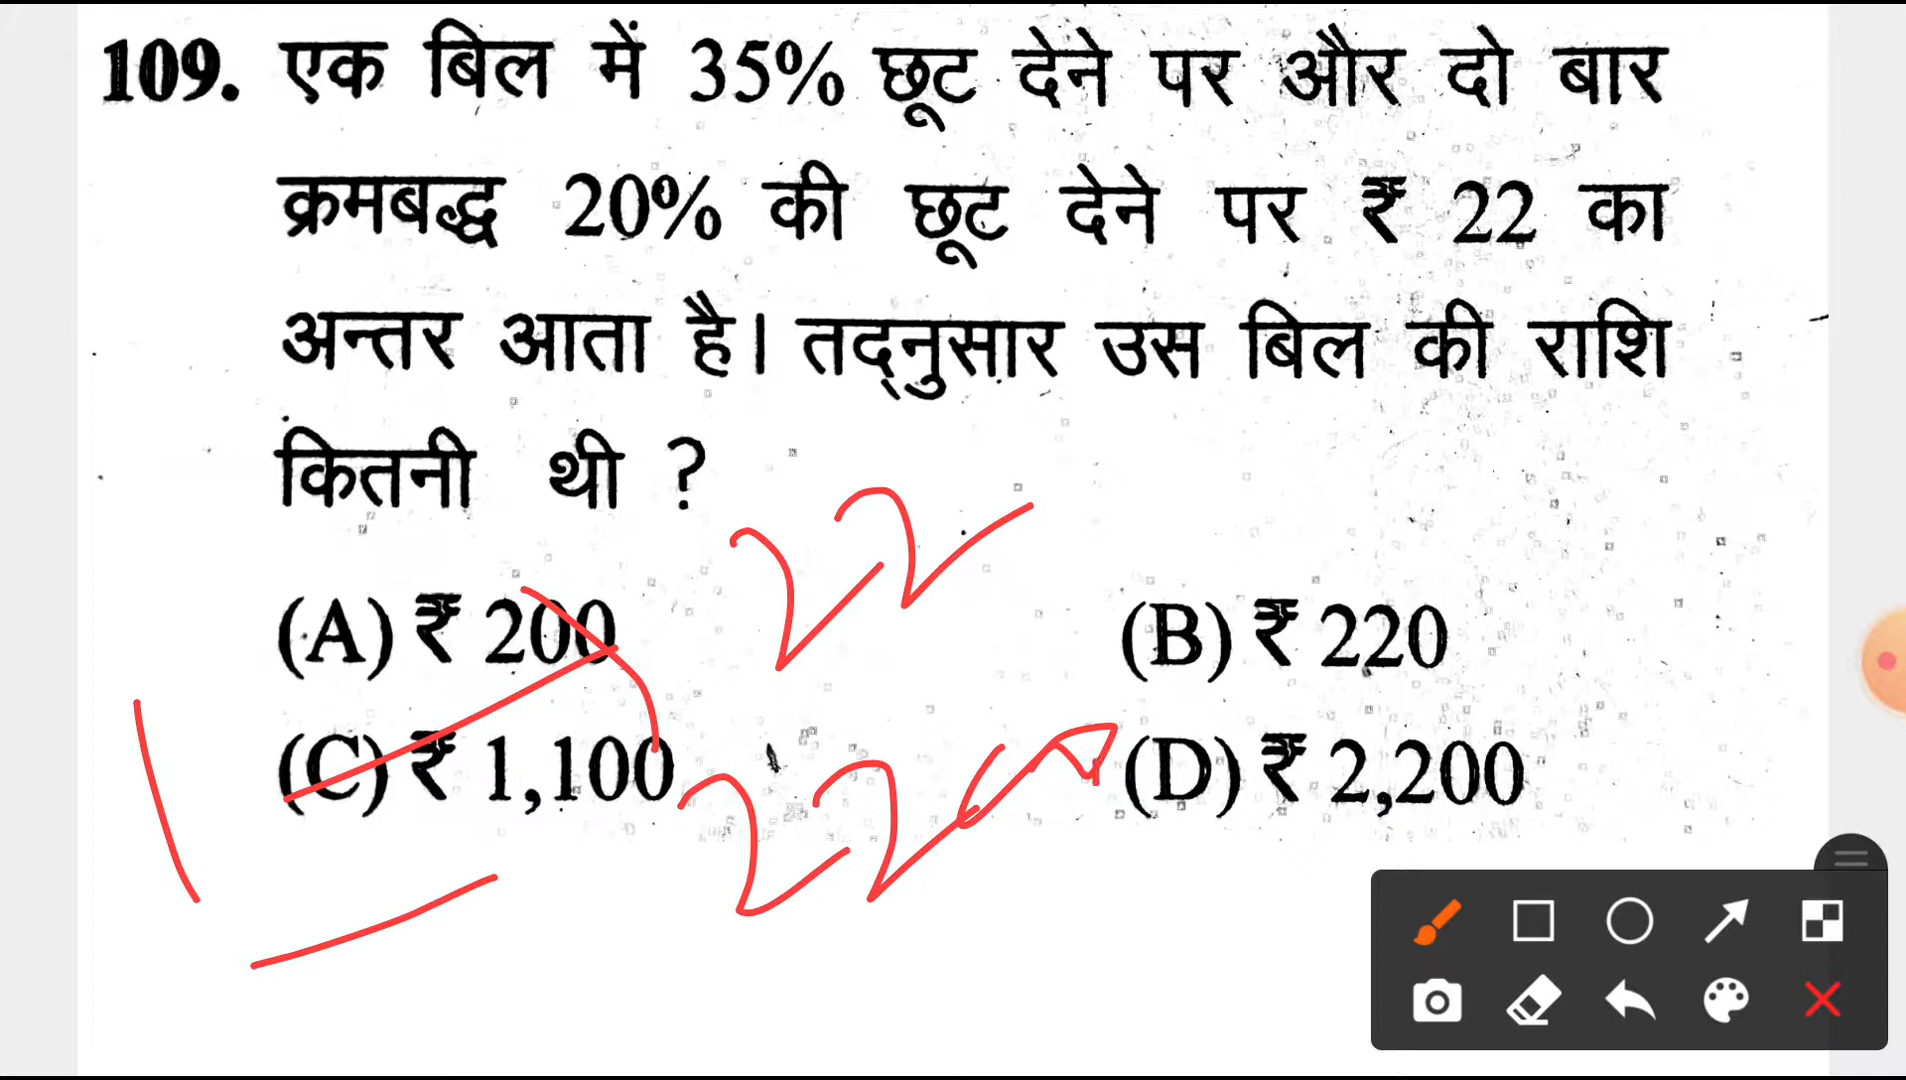 109. एक बिल में 35% छूट देने पर और दो बार
क्रमबद्ध 20% की छूट देने पर ₹ 22 का
अन्तर आता है। तद्नुसार उस बिल की राशि
कितनी थी ?
22
(A) ₹ 200 (B) ₹ 220
(C) ₹ 1,100 (D) ₹ 2,200